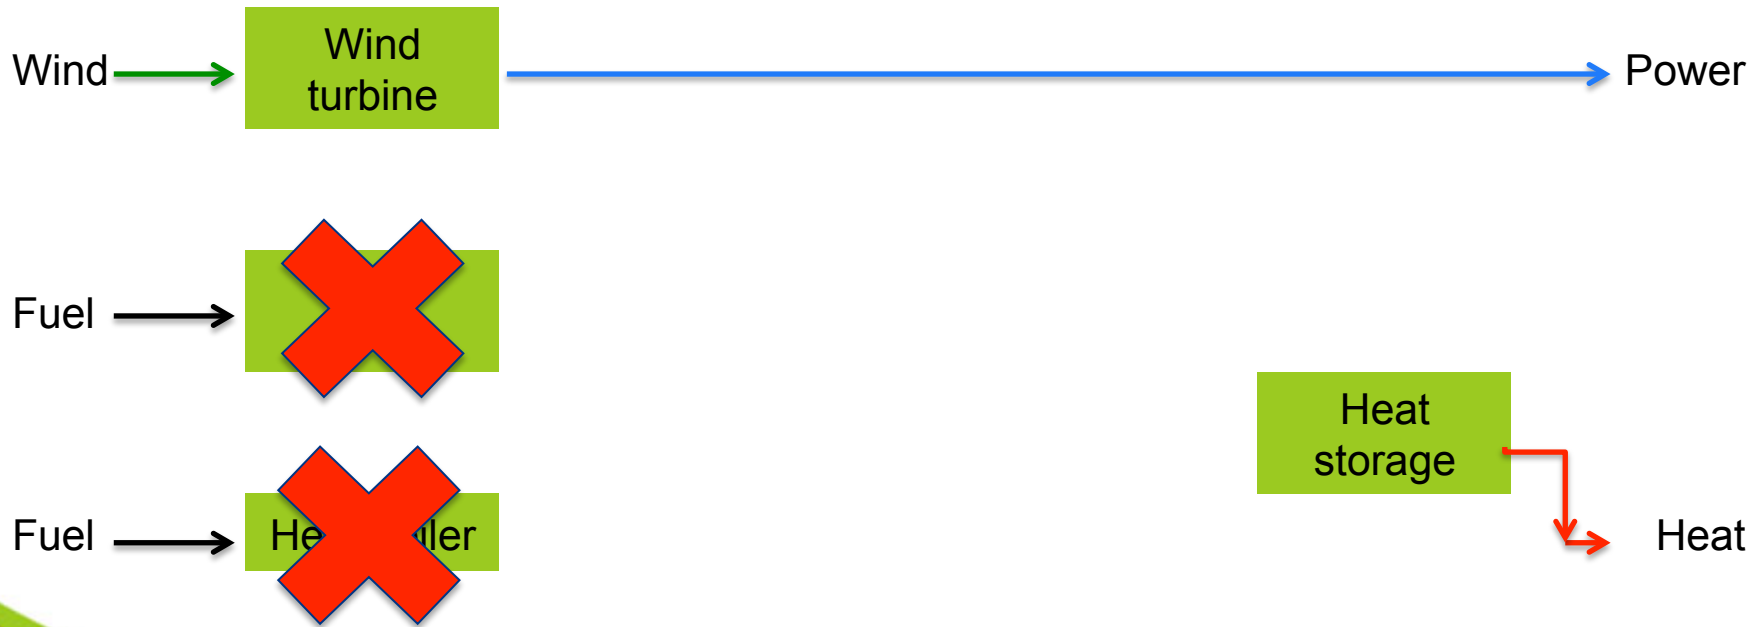 Wind
Wind
turbine
Power
Fuel
Heat
storage
Fuel
Heat